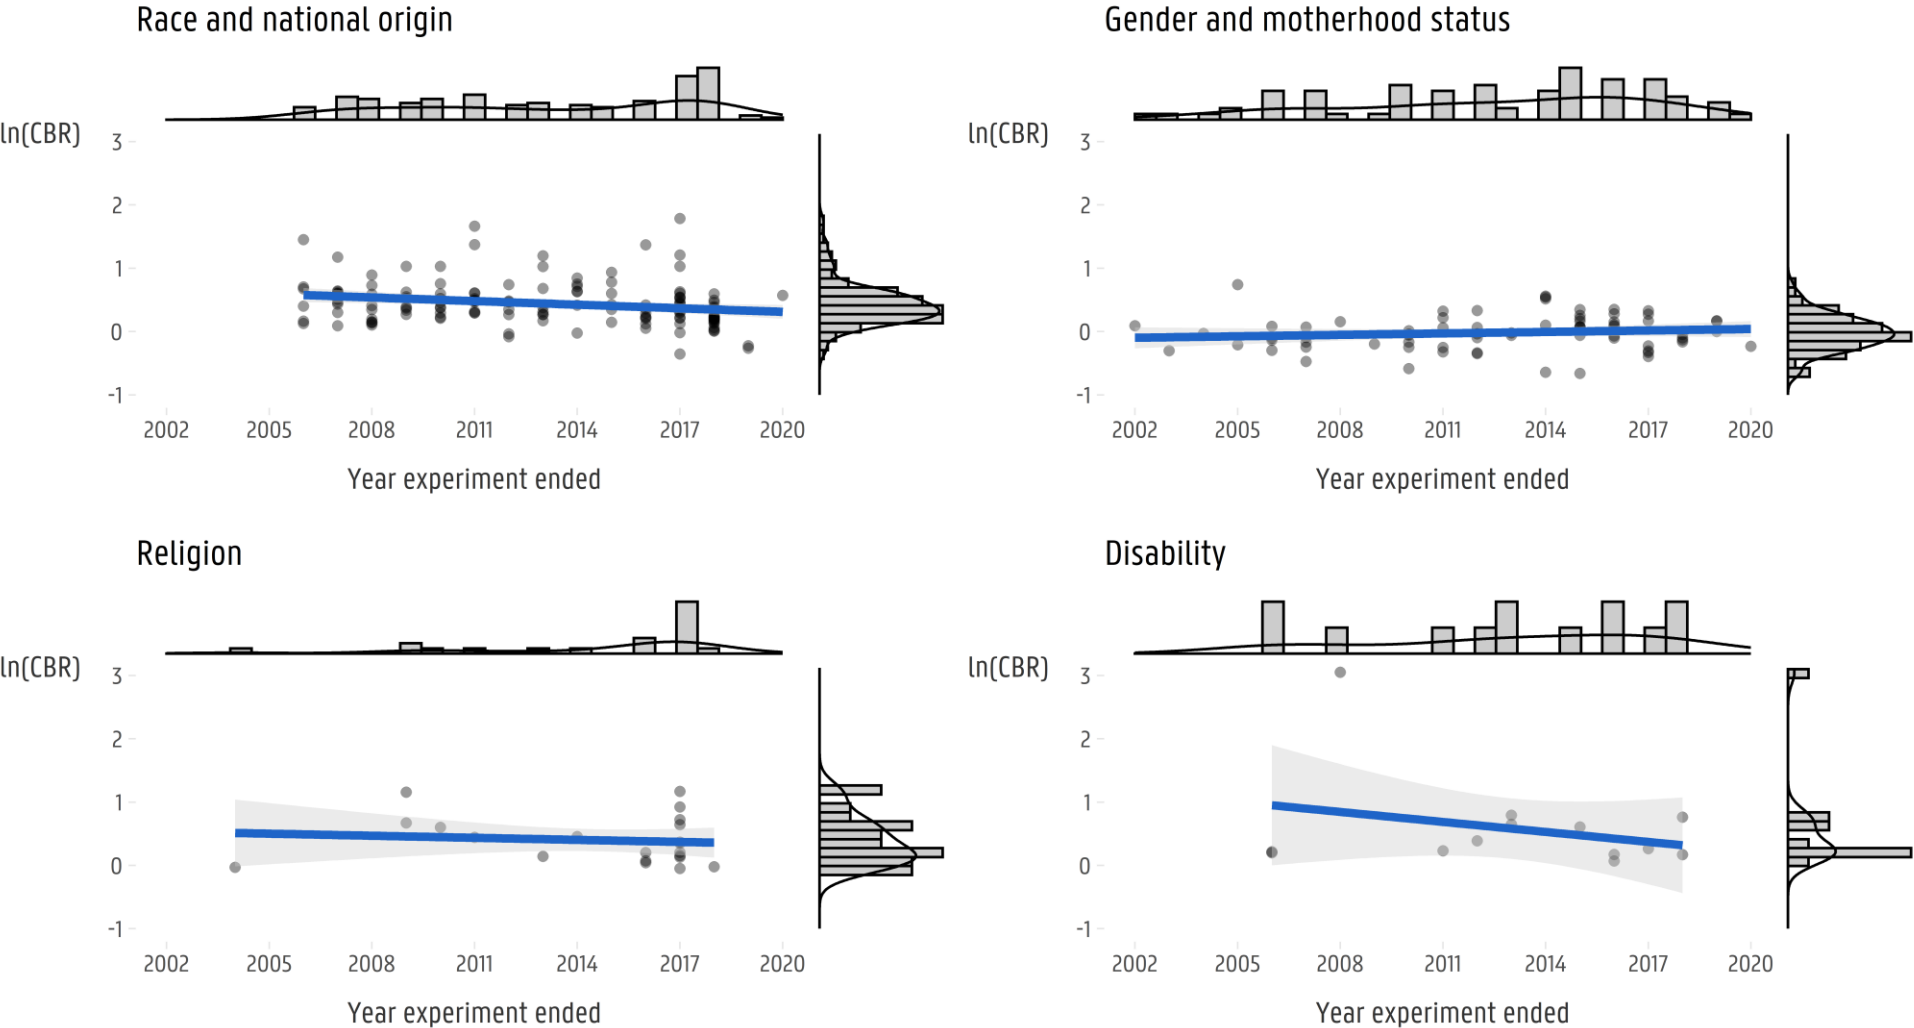 Race and national origin
ln(CBR)
3
2
1
0
-1
2002 2005 2008 2011 2014 2017 2020
Year experiment ended
Gender and motherhood status
ln(CBR)
3
2
1
0
-1
2002 2005 2008 2011 2014 2017 2020
Year experiment ended
Religion
ln(CBR)
3
2
1
0
-1
2002 2005 2008 2011 2014 2017 2020
Year experiment ended
Disability
ln(CBR)
3
2
1
0
-1
2002 2005 2008 2011 2014 2017 2020
Year experiment ended